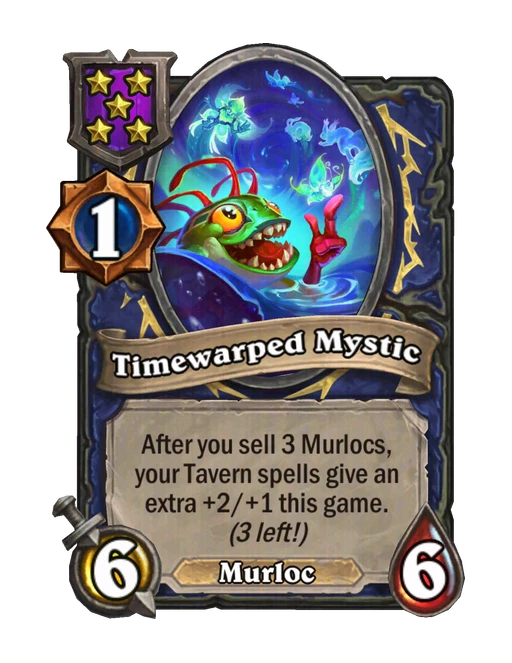 1
Timewarped Mystic
After you sell 3 Murlocs,
your Tavern spells give an
extra +2/+1 this game.
(3 left!)
6
Murloc
6